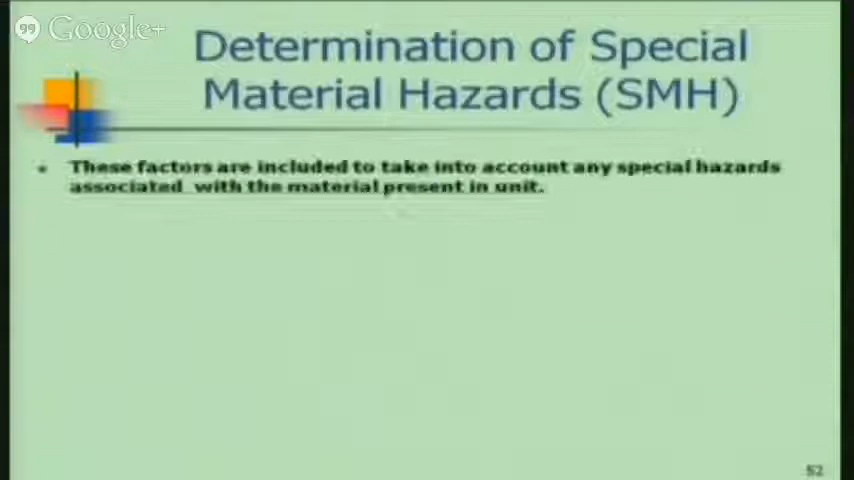 Google+
Determination of Special
Material Hazards (SMH)
These factors are included to take into account any special hazards
associated with the material present in unit.
52